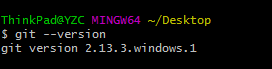 ThinkPad@YZC MINGW64 ~/Desktop
$ git --version
git version 2.13.3.windows.1